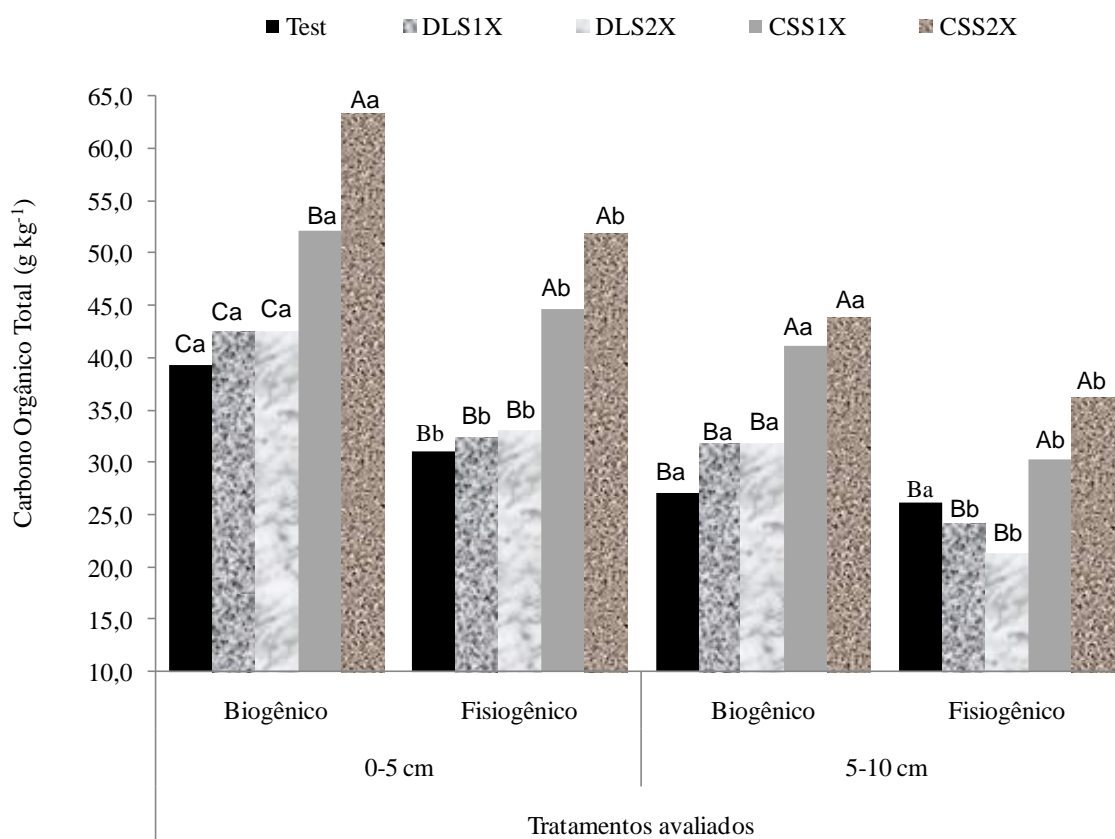 Test DLS1X DLS2X CSS1X CSS2X
Carbono Orgânico Total (g kg-1)
65,0
60,0
55,0
50,0
45,0
40,0
35,0
30,0
25,0
20,0
15,0
10,0
Ca Ca Ca Ba Aa
Bb Bb Bb Ab Ab
Ba Ba Ba Aa Aa
Ba Bb Bb Ab Ab
Biogênico Fisiogênico Biogênico Fisiogênico
0-5 cm 5-10 cm
Tratamentos avaliados